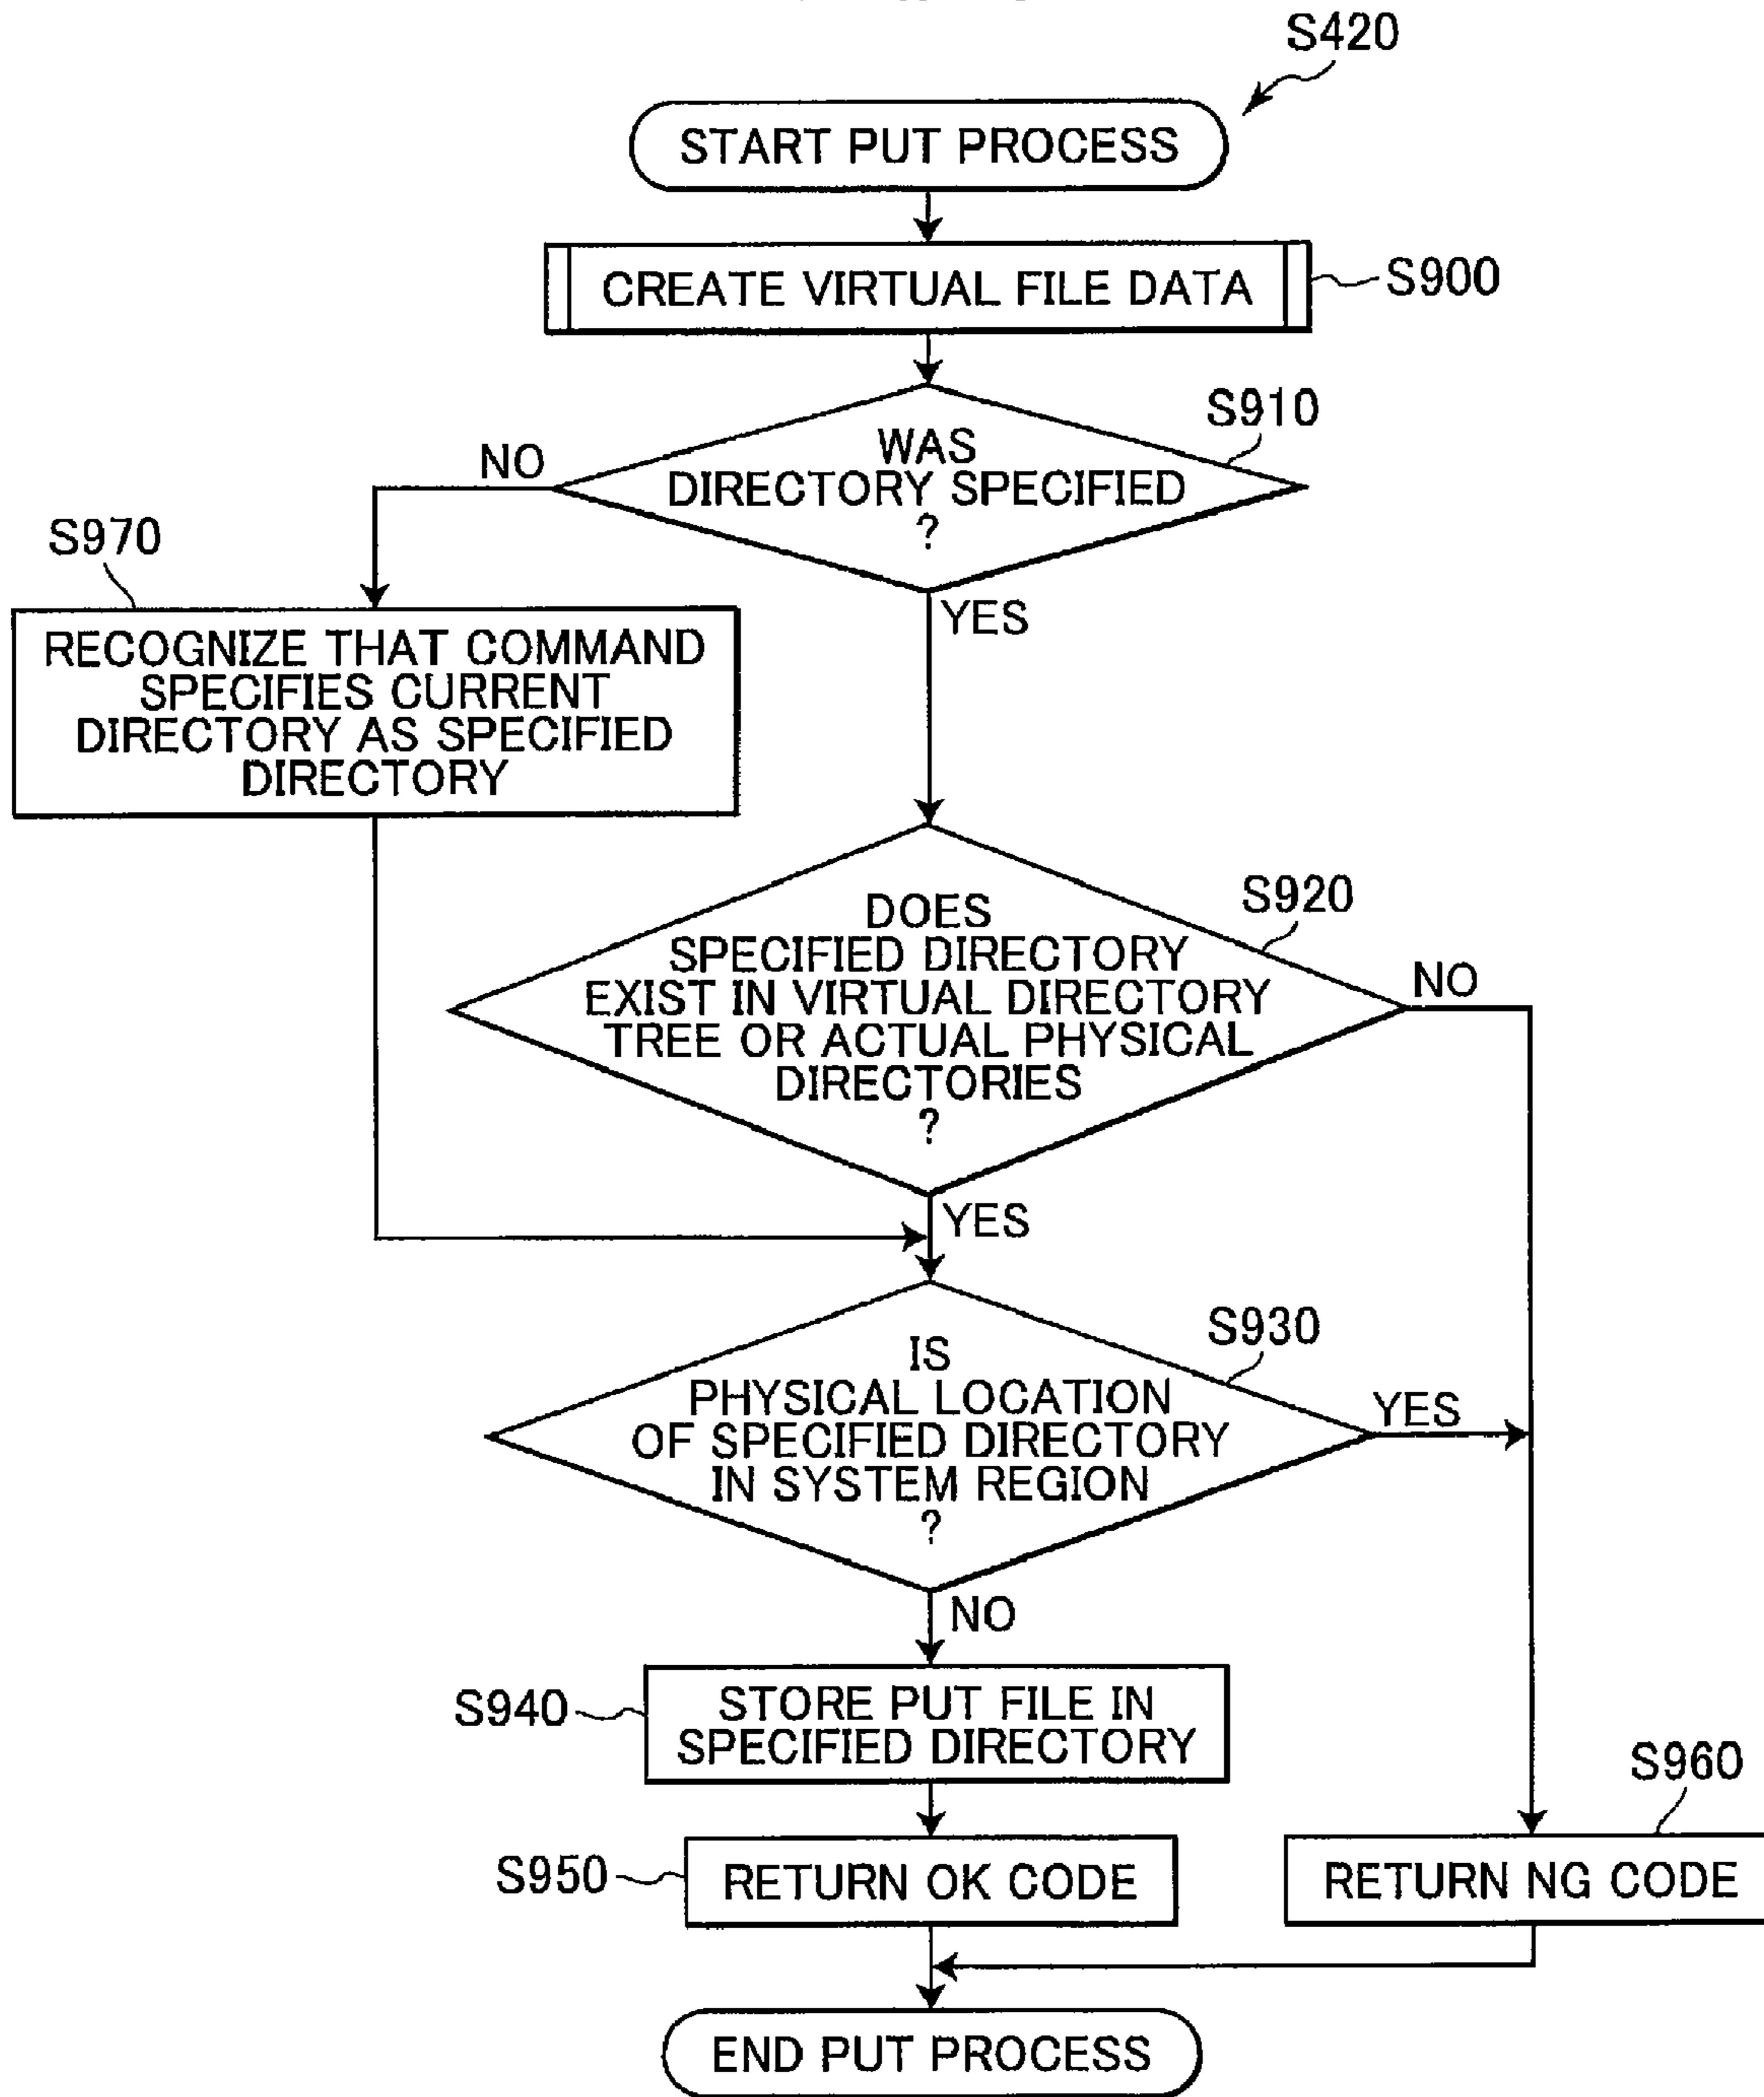 S420
START PUT PROCESS
CREATE VIRTUAL FILE DATA
S900
S910
WAS
DIRECTORY SPECIFIED
?
NO
YES
S970
RECOGNIZE THAT COMMAND
SPECIFIES CURRENT
DIRECTORY AS SPECIFIED
DIRECTORY
S920
DOES
SPECIFIED DIRECTORY
EXIST IN VIRTUAL DIRECTORY
TREE OR ACTUAL PHYSICAL
DIRECTORIES
?
NO
YES
S930
IS
PHYSICAL LOCATION
OF SPECIFIED DIRECTORY
IN SYSTEM REGION
?
YES
NO
S940
STORE PUT FILE IN
SPECIFIED DIRECTORY
S950
RETURN OK CODE
S960
RETURN NG CODE
END PUT PROCESS